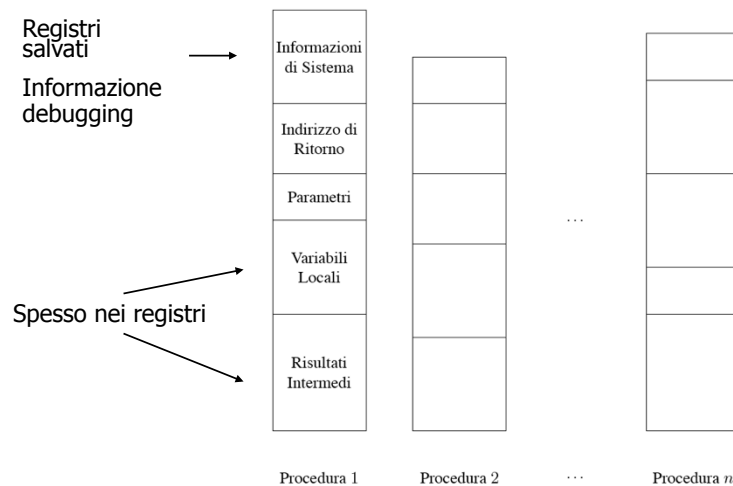 Registri
salvati
Informazione
debugging
Spesso nei registri
Informazioni
di Sistema
Indirizzo di
Ritorno
Parametri
Variabili
Locali
Risultati
Intermedi
...
Procedura 1
Procedura 2
...
Procedura n